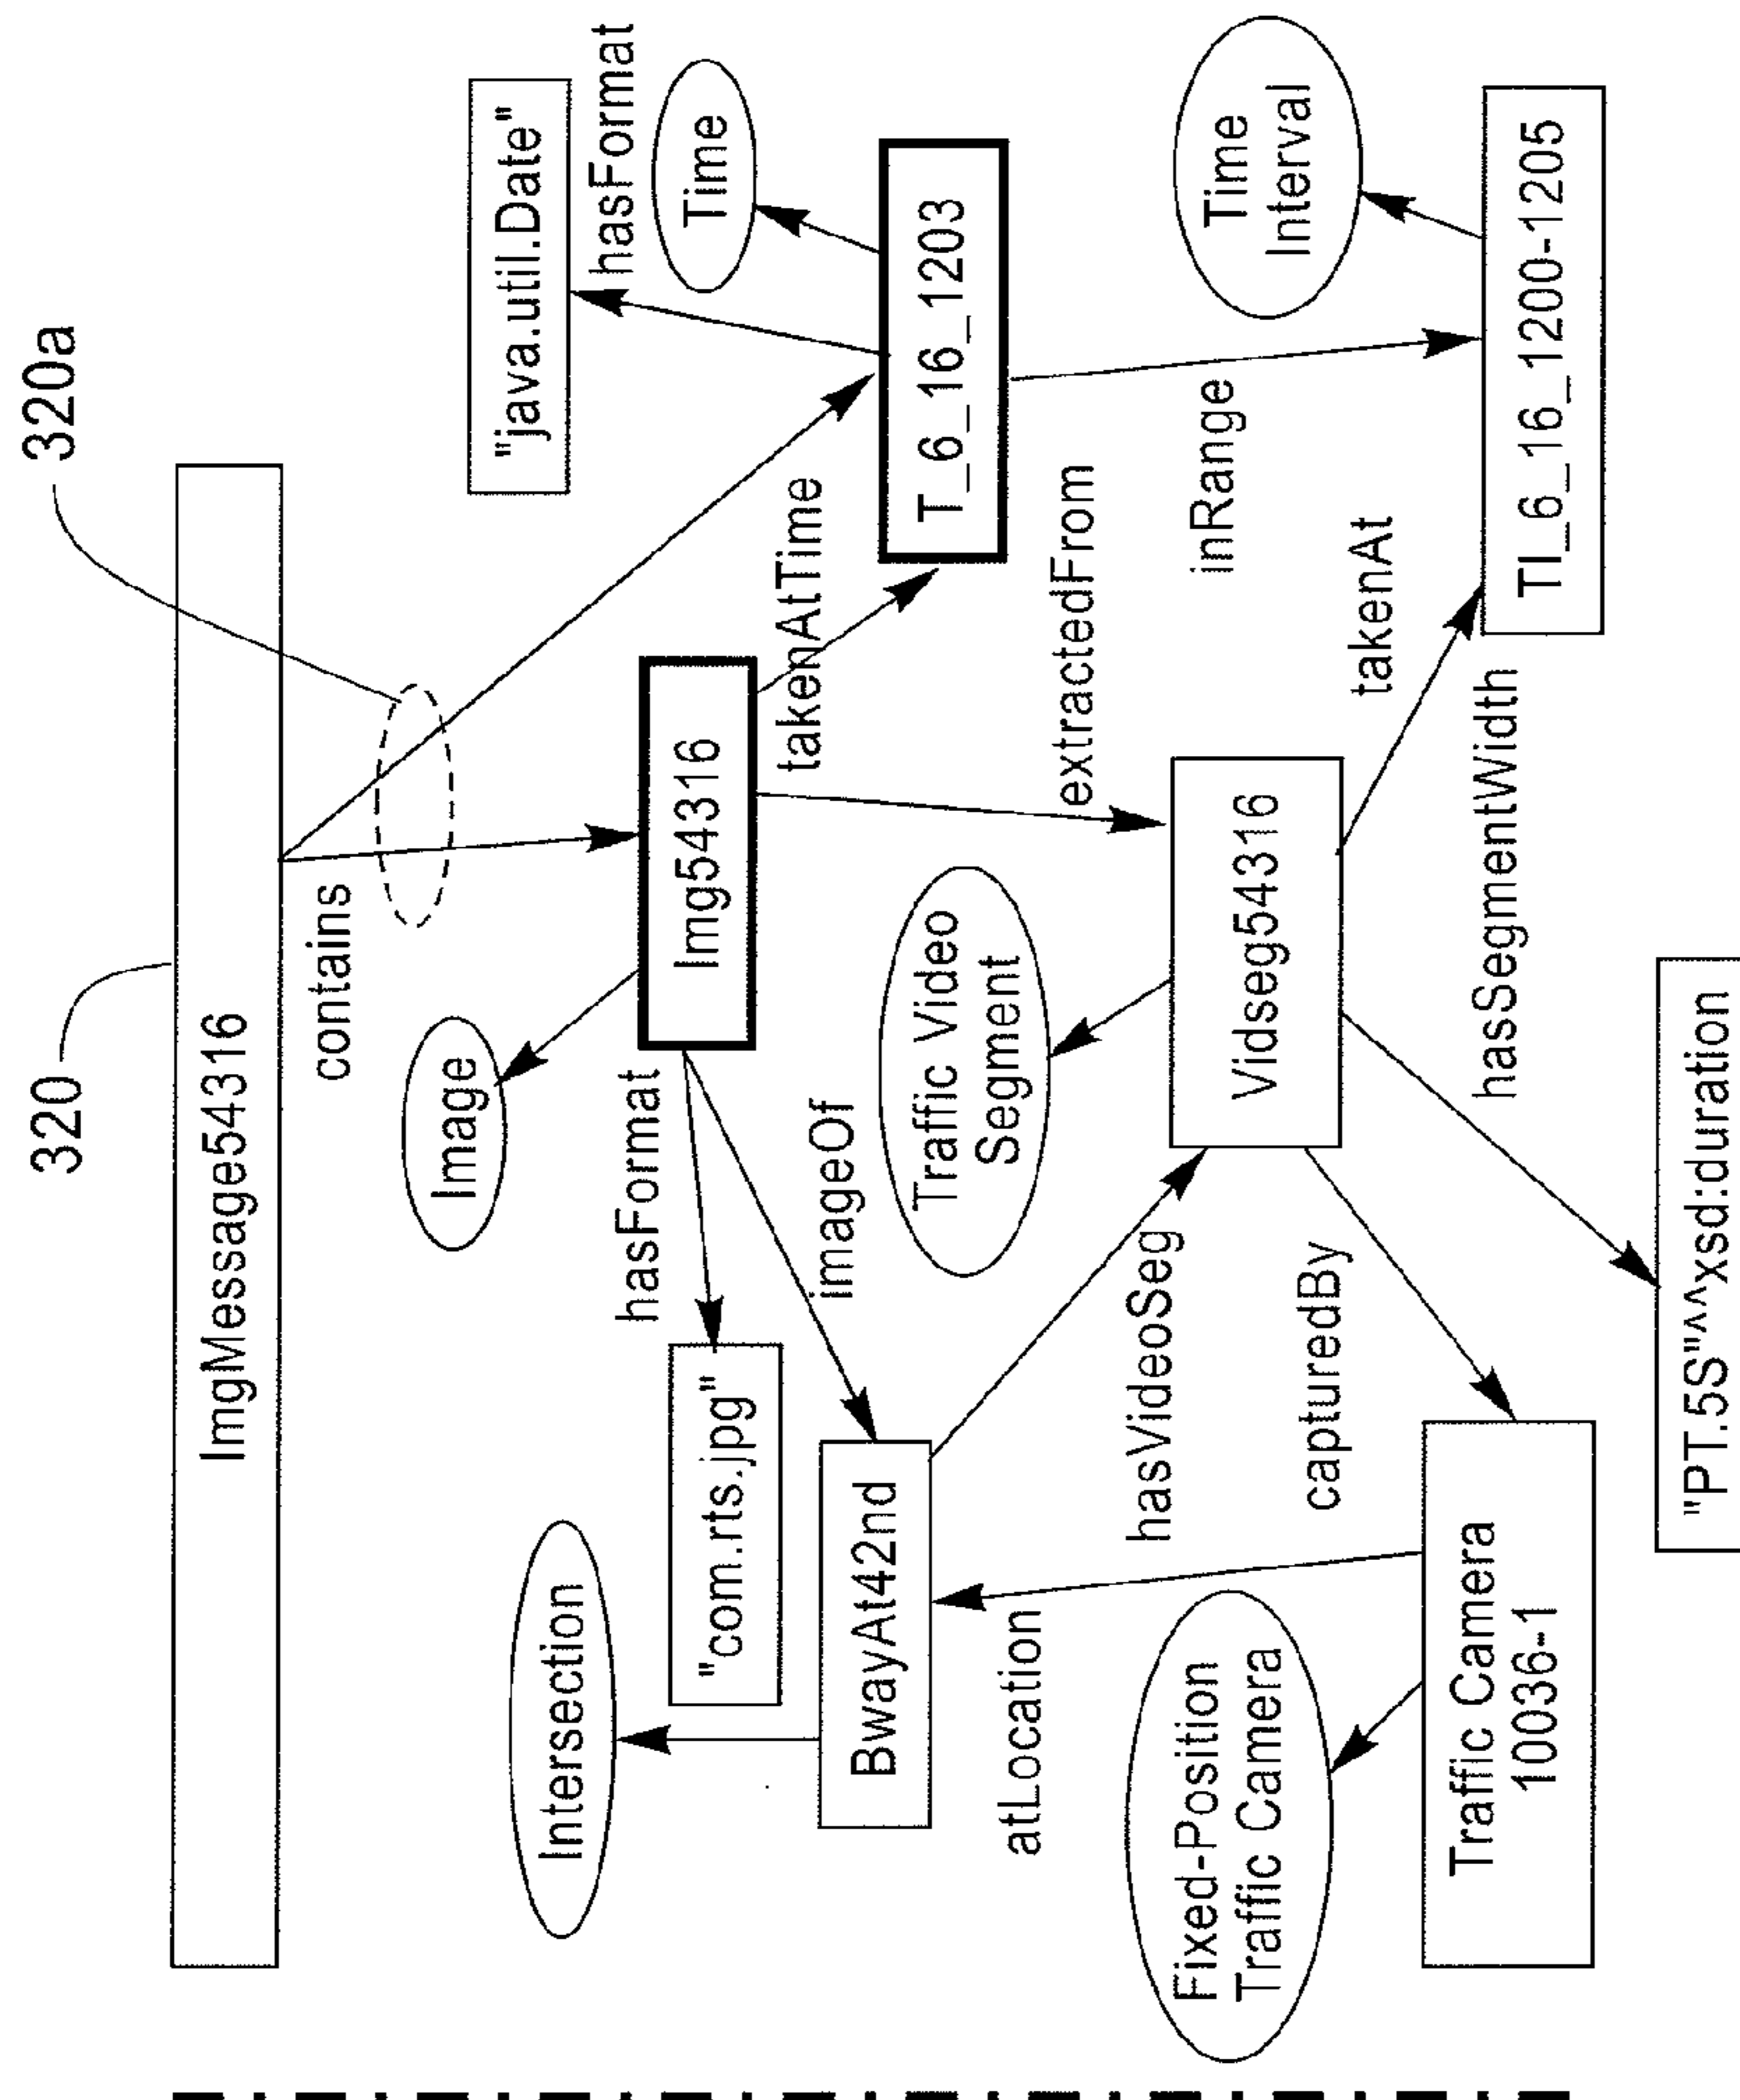 320
320a
ImgMessage54316
contains
Image
Img54316
hasFormat
"com.rts.jpg"
imageOf
takenAtTime
"java.util.Date"
hasFormat
Time
T_6_16_1203
Intersection
BwayAt42nd
Traffic Video
Segment
extractedFrom
inRange
Time
Interval
atLocation
hasVideoSeg
Vidseg54316
takenAt
TI_6_16_1200-1205
Fixed-Position
Traffic Camera
capturedBy
hasSegmentWidth
Traffic Camera
10036-1
"PT.5S"^^xsd:duration